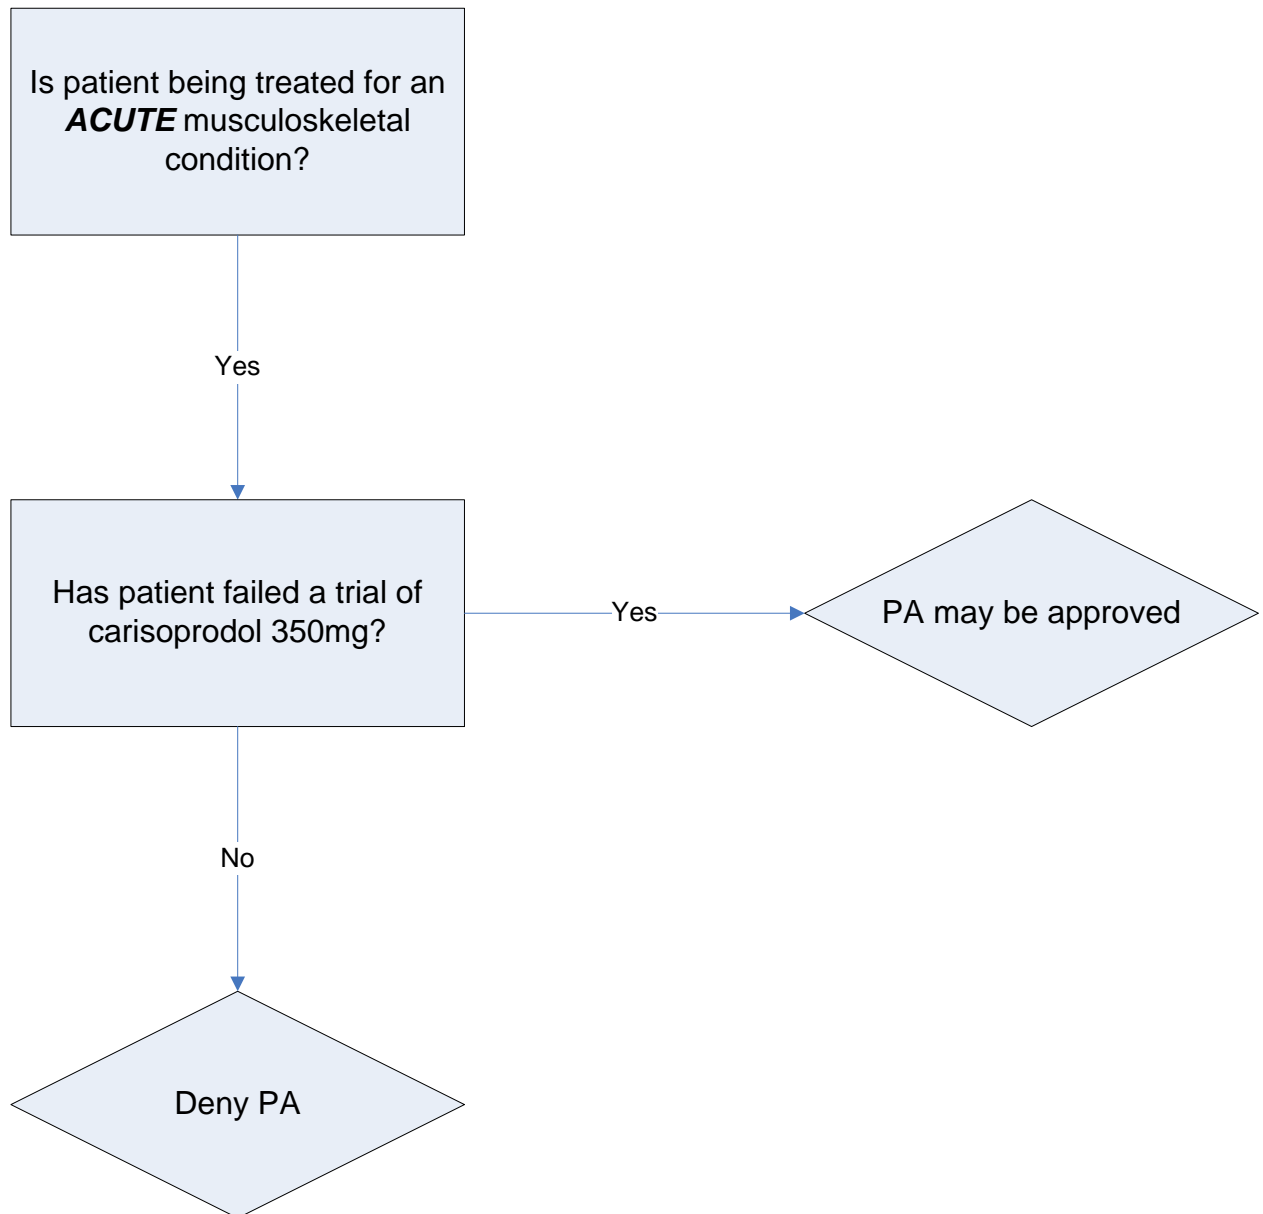 Is patient being treated for an
ACUTE musculoskeletal
condition?
Yes
Has patient failed a trial of
carisoprodol 350mg?
Yes
PA may be approved
No
Deny PA